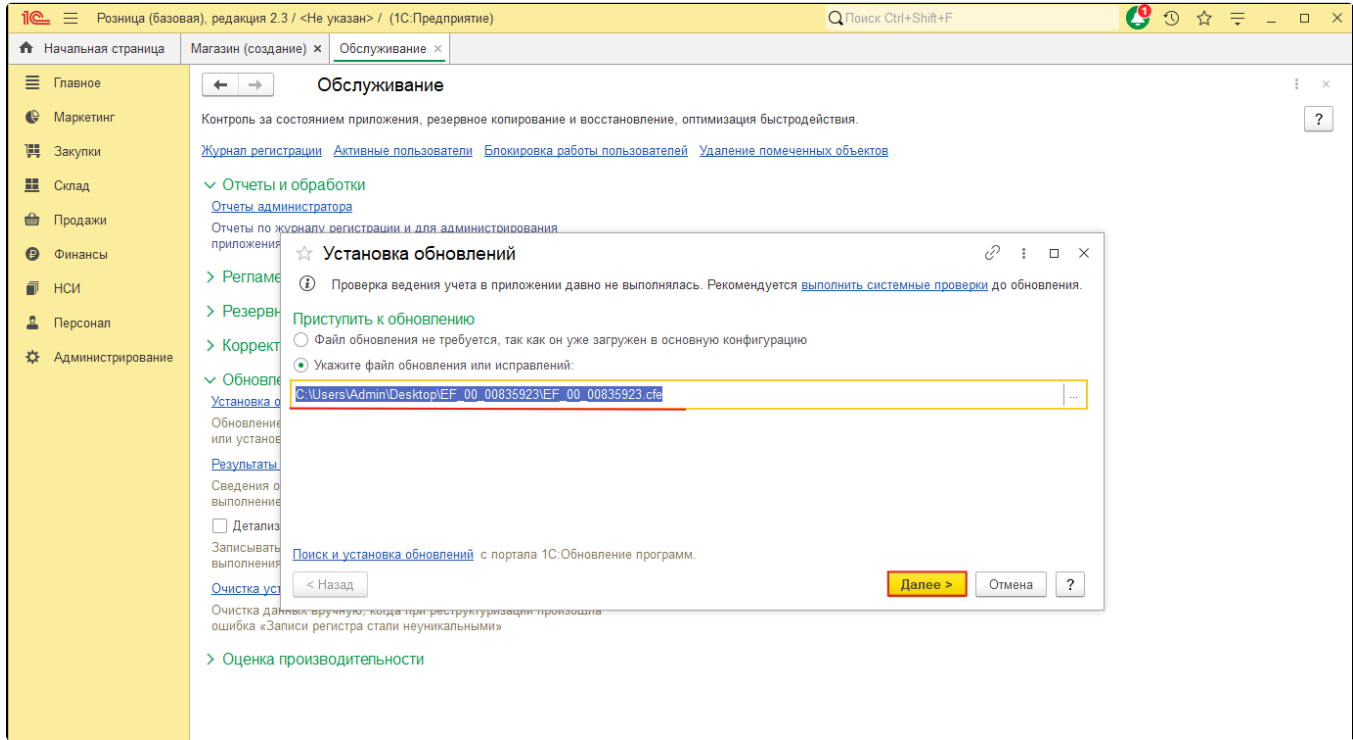 1С Розница (базовая), редакция 2.3 / <Не указан> / (1С:Предприятие) Поиск Ctrl+Shift+F 1
Начальная страница Магазин (создание) × Обслуживание ×
Главное
Маркетинг
Закупки
Склад
Продажи
Финансы
НСИ
Персонал
Администрирование
Обслуживание
Контроль за состоянием приложения, резервное копирование и восстановление, оптимизация быстродействия. ?
Журнал регистрации Активные пользователи Блокировка работы пользователей Удаление помеченных объектов
Отчеты и обработки
Отчеты администратора
Отчеты по журналу регистрации и для администрирования
приложения
Регламе
Резервн
Коррект
Обновле
Установка о
Обновление
или установ
Результаты
Сведения о
выполнение
Детализ
Записывать
выполнения
Очистка уст
Очистка данных вручную, когда при реструктуризации произошла
ошибка «Записи регистра стали неуникальными»
Оценка производительности
Установка обновлений
Проверка ведения учета в приложении давно не выполнялась. Рекомендуется выполнить системные проверки до обновления.
Приступить к обновлению
Файл обновления не требуется, так как он уже загружен в основную конфигурацию
Укажите файл обновления или исправлений:
C:\Users\Admin\Desktop\EF_00_00835923\EF_00_00835923.cfe ...
Поиск и установка обновлений с портала 1С:Обновление программ.
< Назад Далее > Отмена ?